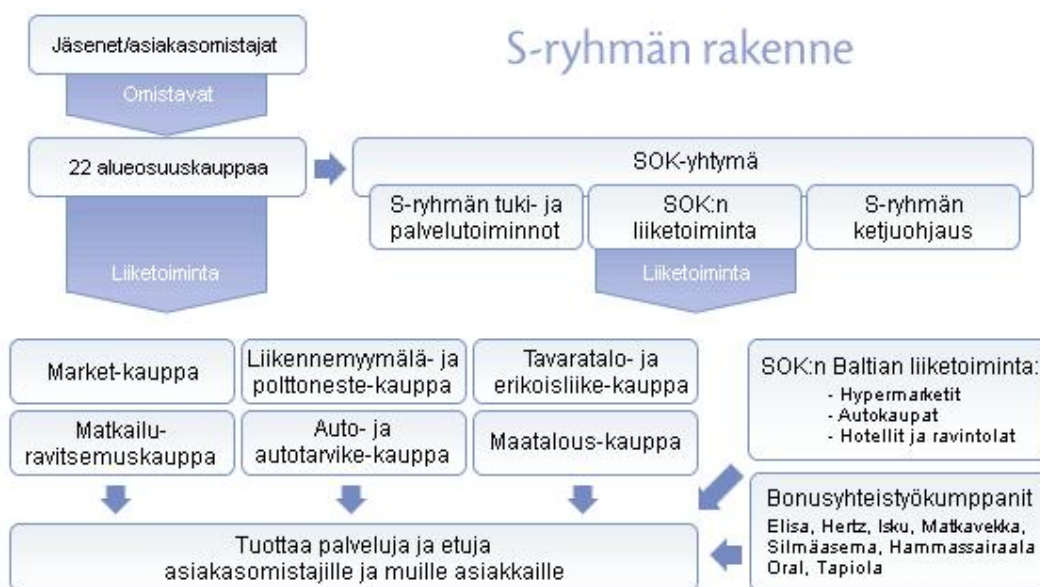 S-ryhmän rakenne
Jäsenet/asiakasomistajat
Omistavat
22 alueosuuskauppaa
SOK-yhtymä
S-ryhmän tuki- ja
palvelutoiminnot
SOK:n
liiketoiminta
S-ryhmän
ketjuohjaus
Liiketoiminta
Liiketoiminta
Market-kauppa
Liikennemyymälä- ja
polttoneste-kauppa
Tavaratalo- ja
erikoisliike-kauppa
Matkailu-
ravitsemuskauppa
Auto- ja
autotarvike-kauppa
Maatalous-kauppa
SOK:n Baltian liiketoiminta:
- Hypermarketit
- Autokaupat
- Hotellit ja ravintolat
Bonusyhteistyökumppanit
Elisa, Hertz, Isku, Matkavekka,
Silmäasema, Hammassairaala
Oral, Tapiola
Tuottaa palveluja ja etuja
asiakasomistajille ja muille asiakkaille